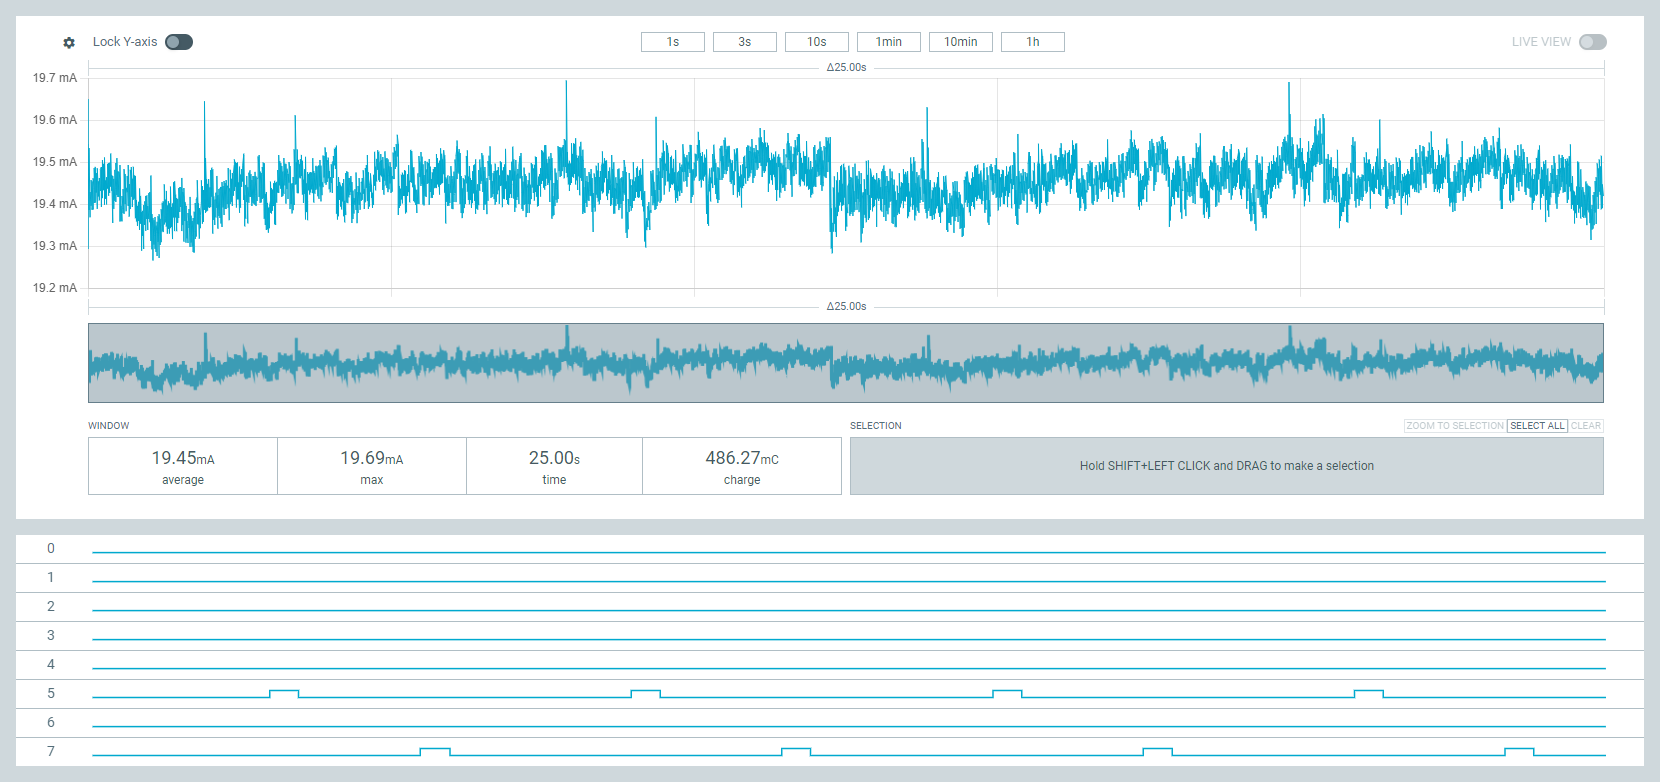 Lock Y-axis
1s 3s 10s 1min 10min 1h
LIVE VIEW
Δ25.00s
19.7 mA
19.6 mA
19.5 mA
19.4 mA
19.3 mA
19.2 mA
Δ25.00s
WINDOW
19.45mA
average
19.69mA
max
25.00s
time
486.27mC
charge
SELECTION
ZOOM TO SELECTION SELECT ALL CLEAR
Hold SHIFT+LEFT CLICK and DRAG to make a selection
0
1
2
3
4
5
6
7